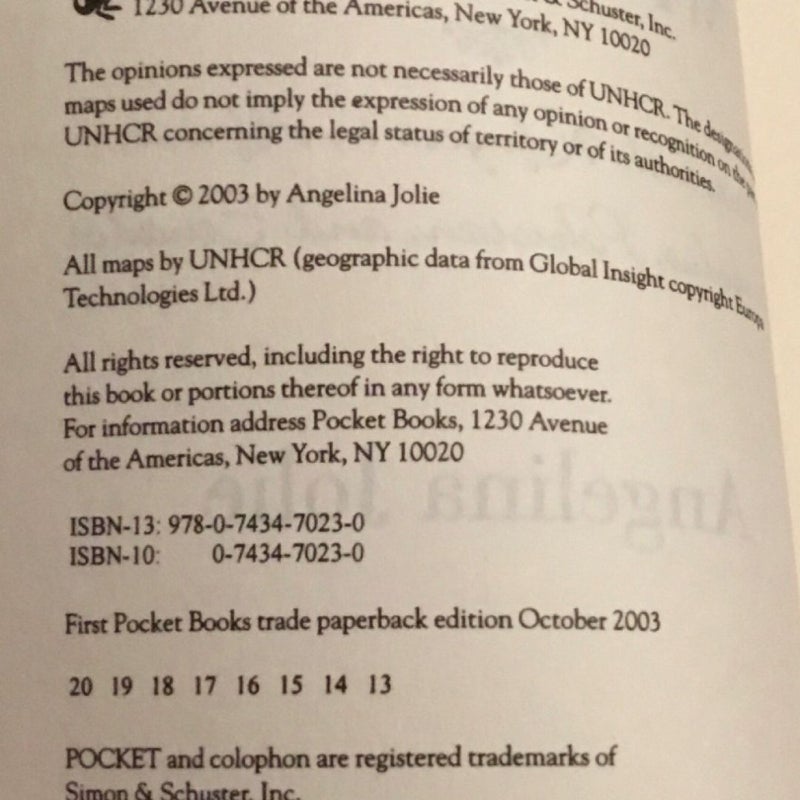 & Schuster, Inc.
1230 Avenue of the Americas, New York, NY 10020
The opinions expressed are not necessarily those of UNHCR. The
maps used do not imply the expression of any opinion or recognition on the
UNHCR concerning the legal status of territory or of its authorities.
Copyright © 2003 by Angelina Jolie
All maps by UNHCR (geographic data from Global Insight copyright Europa
Technologies Ltd.)
All rights reserved, including the right to reproduce
this book or portions thereof in any form whatsoever.
For information address Pocket Books, 1230 Avenue
of the Americas, New York, NY 10020
ISBN-13: 978-0-7434-7023-0
ISBN-10: 0-7434-7023-0
First Pocket Books trade paperback edition October 2003
20 19 18 17 16 15 14 13
POCKET and colophon are registered trademarks of
Simon & Schuster, Inc.
Angelina Jolie